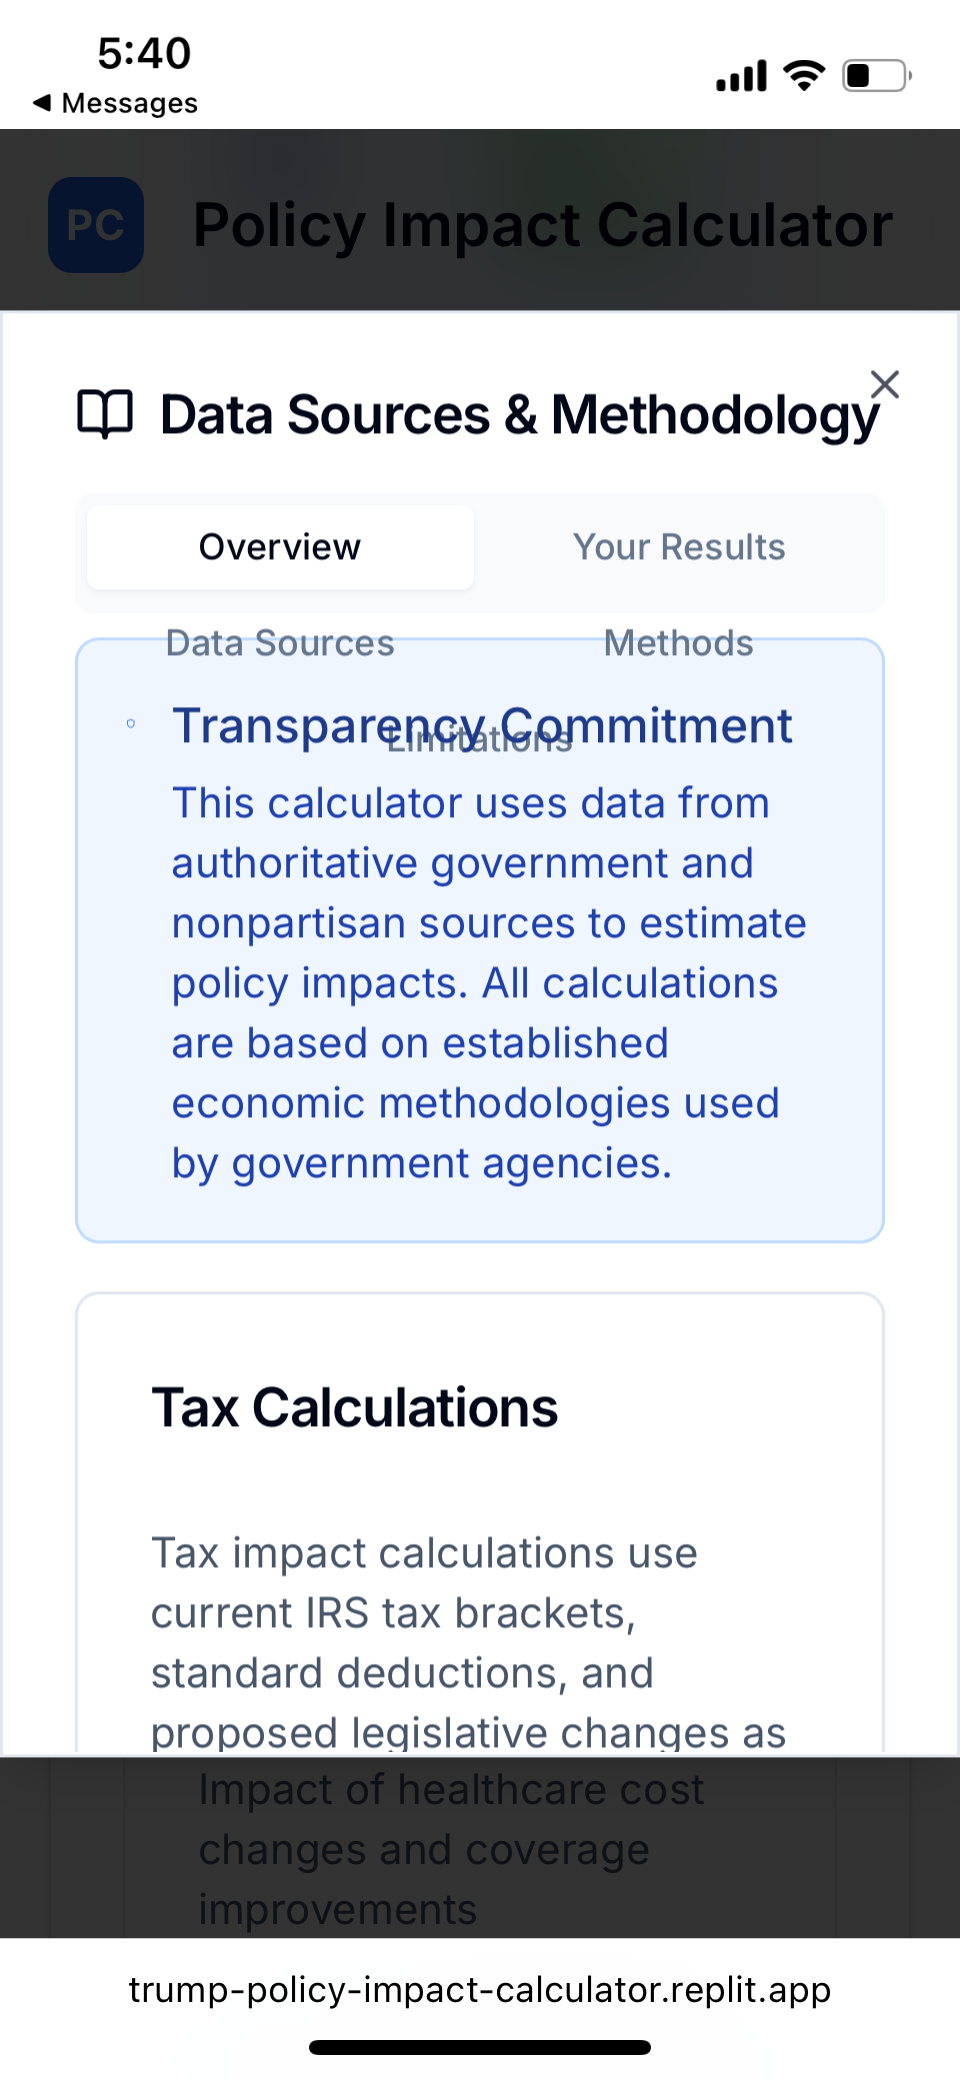 5:40
◀ Messages
PC Policy Impact Calculator
Data Sources & Methodology
Overview
Your Results
Data Sources
Methods
Limitations
Transparency Commitment
This calculator uses data from
authoritative government and
nonpartisan sources to estimate
policy impacts. All calculations
are based on established
economic methodologies used
by government agencies.
Tax Calculations
Tax impact calculations use
current IRS tax brackets,
standard deductions, and
proposed legislative changes as
Impact of healthcare cost
changes and coverage
improvements
trump-policy-impact-calculator.replit.app